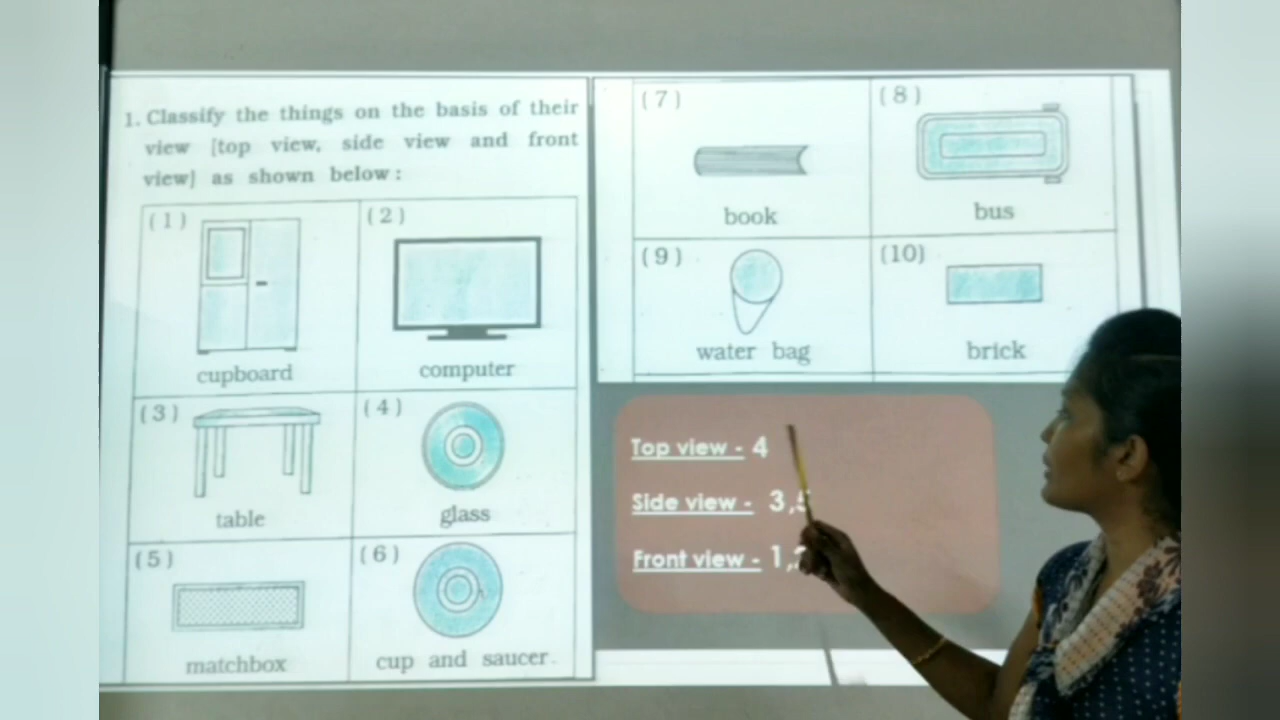 1. Classify the things on the basis of their
view [top view, side view and front
view] as shown below :
(1)
(2)
cupboard
computer
(3)
(4)
table
glass
(5)
(6)
matchbox
cup and saucer
(7)
(8)
book
bus
(9)
(10)
water bag
brick
Top view - 4
Side view - 3,5
Front view - 1,